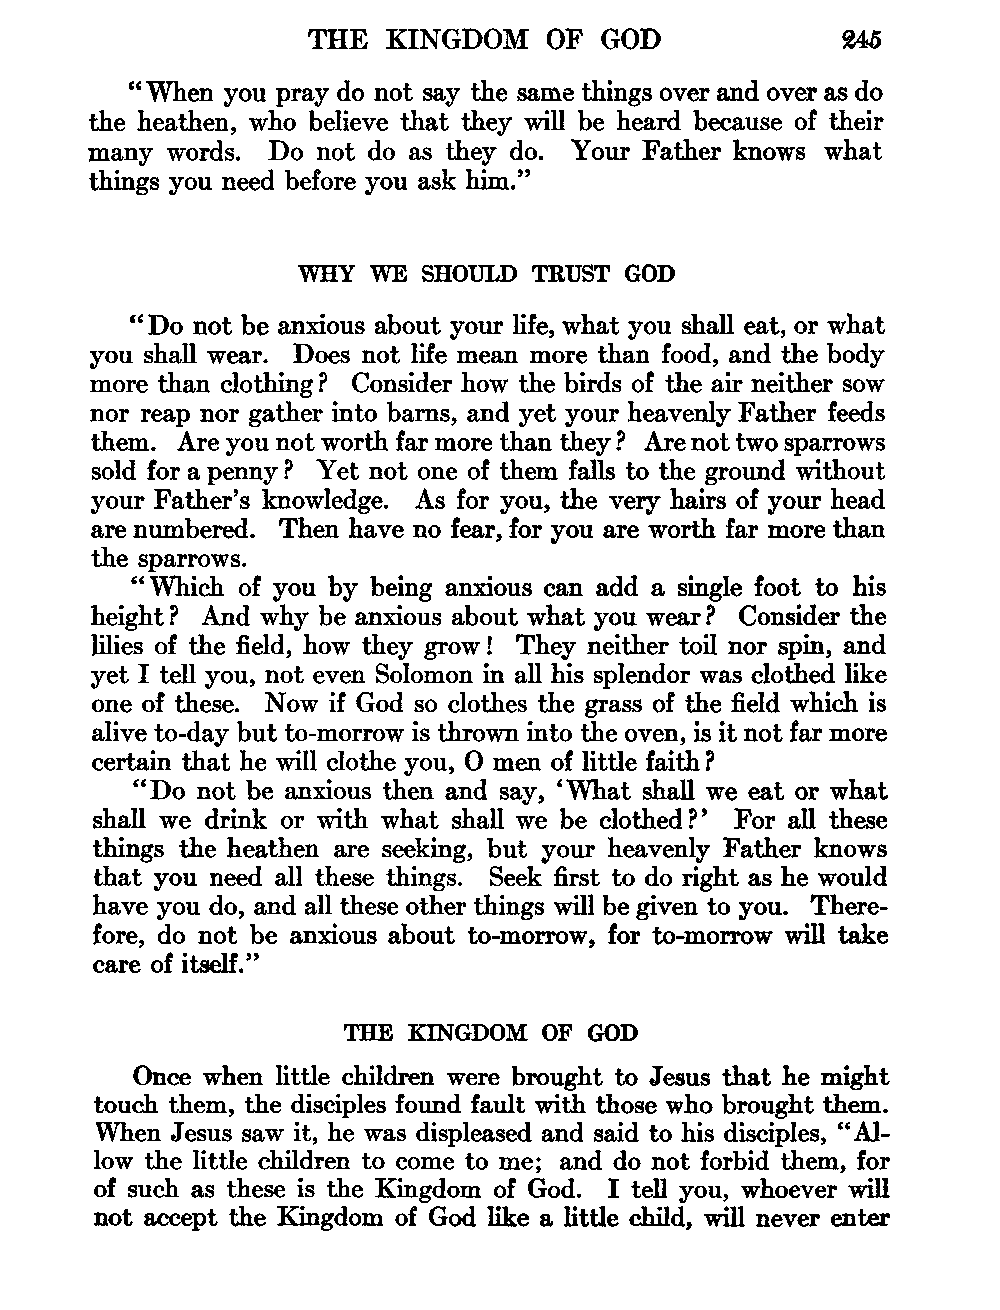 THE KINGDOM OF GOD 245
“When you pray do not say the same things over and over as do
the heathen, who believe that they will be heard because of their
many words. Do not do as they do. Your Father knows what
things you need before you ask him.”
WHY WE SHOULD TRUST GOD
“Do not be anxious about your life, what you shall eat, or what
you shall wear. Does not life mean more than food, and the body
more than clothing? Consider how the birds of the air neither sow
nor reap nor gather into barns, and yet your heavenly Father feeds
them. Are you not worth far more than they? Are not two sparrows
sold for a penny? Yet not one of them falls to the ground without
your Father’s knowledge. As for you, the very hairs of your head
are numbered. Then have no fear, for you are worth far more than
the sparrows.
“Which of you by being anxious can add a single foot to his
height? And why be anxious about what you wear? Consider the
lilies of the field, how they grow! They neither toil nor spin, and
yet I tell you, not even Solomon in all his splendor was clothed like
one of these. Now if God so clothes the grass of the field which is
alive to-day but to-morrow is thrown into the oven, is it not far more
certain that he will clothe you, O men of little faith?
“Do not be anxious then and say, ‘What shall we eat or what
shall we drink or with what shall we be clothed?’ For all these
things the heathen are seeking, but your heavenly Father knows
that you need all these things. Seek first to do right as he would
have you do, and all these other things will be given to you. There-
fore, do not be anxious about to-morrow, for to-morrow will take
care of itself.”
THE KINGDOM OF GOD
Once when little children were brought to Jesus that he might
touch them, the disciples found fault with those who brought them.
When Jesus saw it, he was displeased and said to his disciples, “Al-
low the little children to come to me; and do not forbid them, for
of such as these is the Kingdom of God. I tell you, whoever will
not accept the Kingdom of God like a little child, will never enter